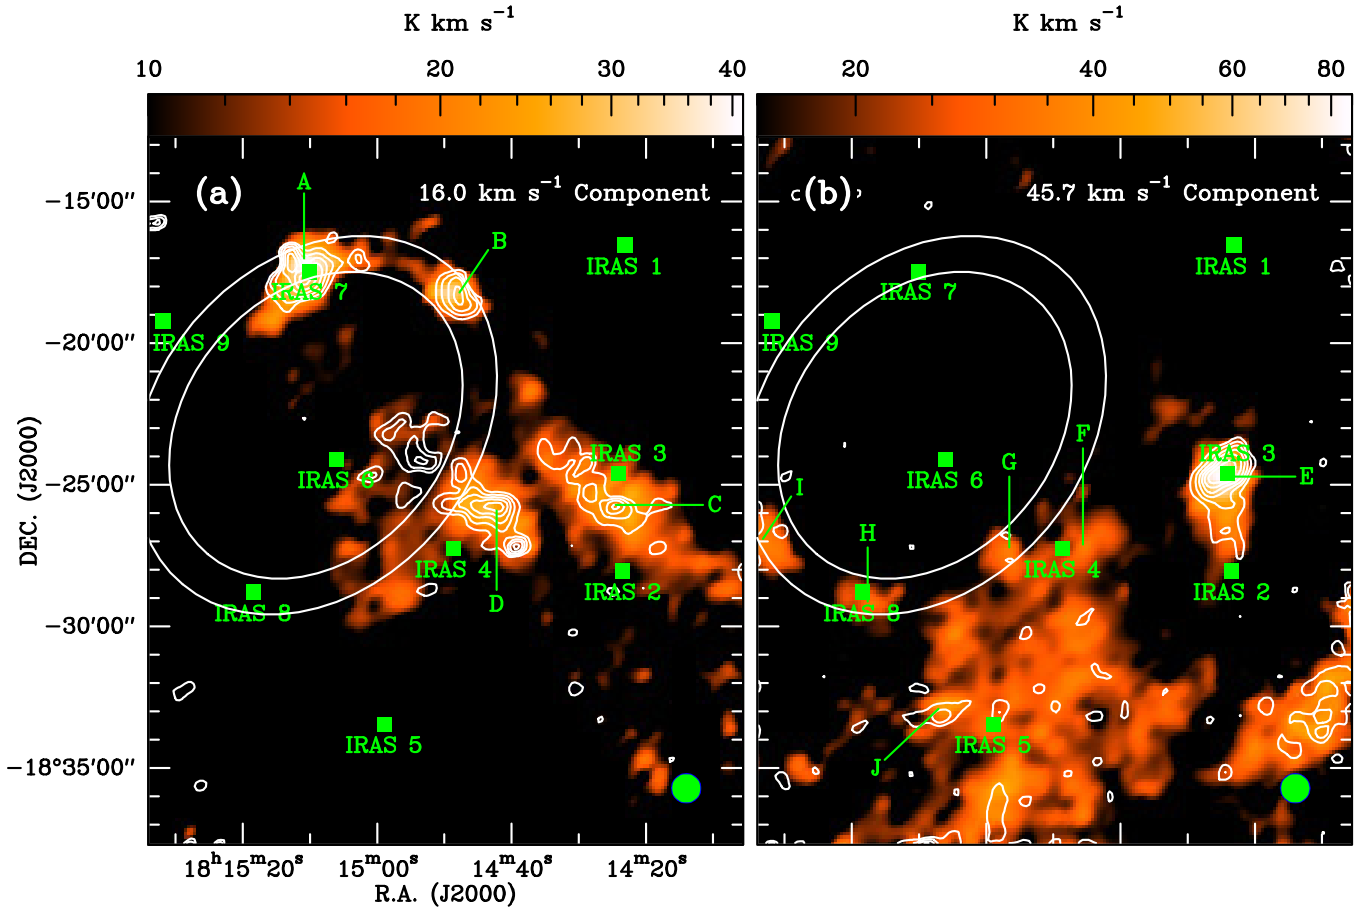 K km s⁻¹
K km s⁻¹
10 20 30 40
20 40 60 80
(a)
16.0 km s⁻¹ Component
A
B
IRAS 1
IRAS 7
IRAS 9
IRAS 3
IRAS 6
C
IRAS 4
IRAS 2
D
IRAS 8
IRAS 5
(b)
45.7 km s⁻¹ Component
IRAS 1
IRAS 7
IRAS 9
F
IRAS 3
G
IRAS 6
E
I
H
IRAS 4
IRAS 2
IRAS 8
IRAS 5
J
−15′00″
−20′00″
−25′00″
−30′00″
−18°35′00″
DEC. (J2000)
18ʰ15ᵐ20ˢ 15ᵐ00ˢ 14ᵐ40ˢ 14ᵐ20ˢ
R.A. (J2000)